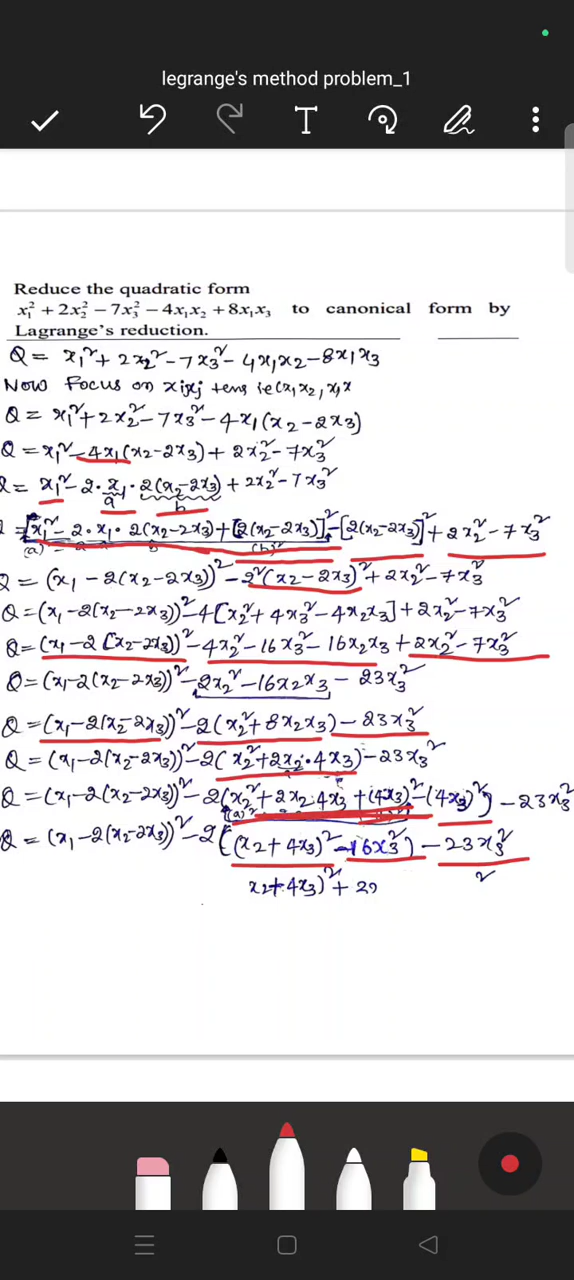 legrange's method problem_1
T
Reduce the quadratic form
x₁² + 2x₂² − 7x₃² − 4x₁x₂ + 8x₁x₃ to canonical form by
Lagrange's reduction.
Q = x₁² + 2x₂² − 7x₃² − 4x₁x₂ − 8x₁x₃
Now Focus on xixj tens ie(x₁x₂, x₁x
Q = x₁² + 2x₂² − 7x₃² − 4x₁(x₂ − 2x₃)
Q = x₁² − 4x₁(x₂ − 2x₃) + 2x₂² − 7x₃²
Q = x₁² − 2 · x₁ · 2(x₂ − 2x₃) + 2x₂² − 7x₃²
a b
= [x₁² − 2 · x₁ · 2(x₂ − 2x₃) + [2(x₂ − 2x₃)]² − [2(x₂ − 2x₃)]² + 2x₂² − 7x₃²
(a)² (b)²
Q = (x₁ − 2(x₂ − 2x₃))² − 2²(x₂ − 2x₃)² + 2x₂² − 7x₃²
Q = (x₁ − 2(x₂ − 2x₃))² − 4[x₂² + 4x₃² − 4x₂x₃] + 2x₂² − 7x₃²
Q = (x₁ − 2(x₂ − 2x₃))² − 4x₂² − 16x₃² − 16x₂x₃ + 2x₂² − 7x₃²
Q = (x₁ − 2(x₂ − 2x₃))² − 2x₂² − 16x₂x₃ − 23x₃²
Q = (x₁ − 2(x₂ − 2x₃))² − 2(x₂² + 8x₂x₃) − 23x₃²
Q = (x₁ − 2(x₂ − 2x₃))² − 2(x₂² + 2x₂ · 4x₃) − 23x₃²
Q = (x₁ − 2(x₂ − 2x₃))² − 2(x₂² + 2x₂ 4x₃ + (4x₃)² − (4x₃)²) − 23x₃²
Q = (x₁ − 2(x₂ − 2x₃))² − 2((x₂ + 4x₃)² − 16x₃²) − 23x₃²
x₂ + 4x₃)² + 2